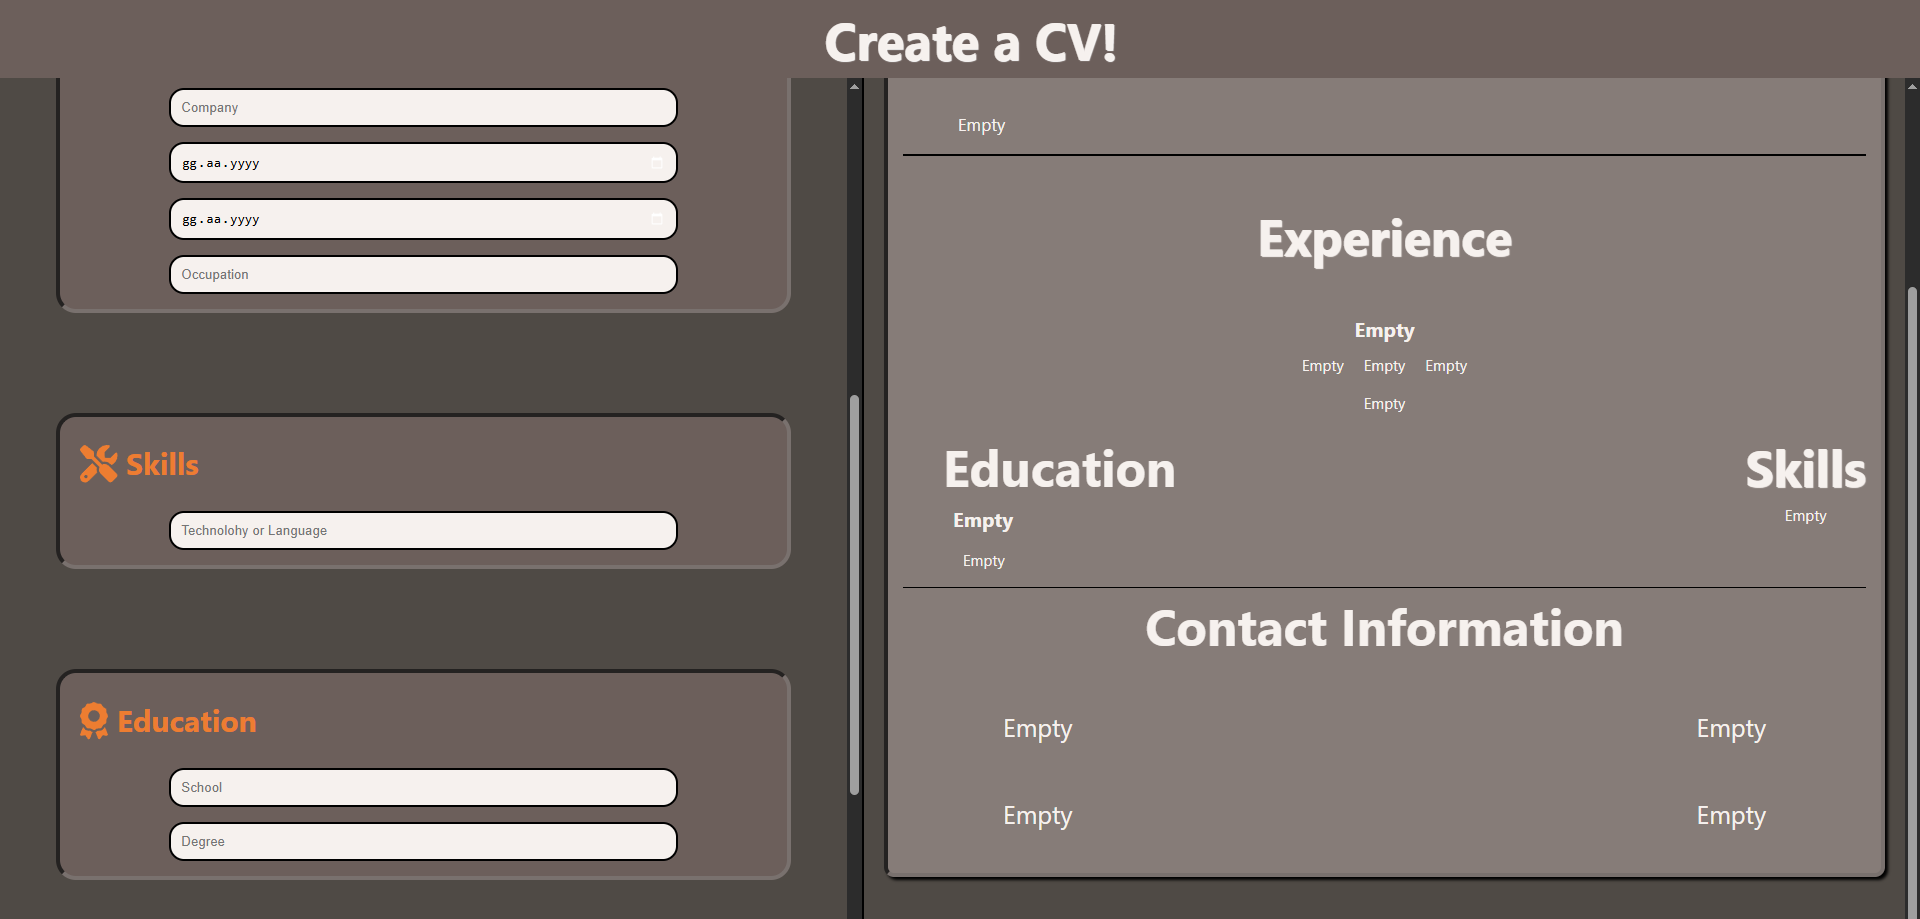 Create a CV!
Company
gg.aa.yyyy
gg.aa.yyyy
Occupation
Skills
Technolohy or Language
Education
School
Degree
Empty
Experience
Empty
Empty Empty Empty
Empty
Education Skills
Empty Empty
Empty
Contact Information
Empty Empty
Empty Empty